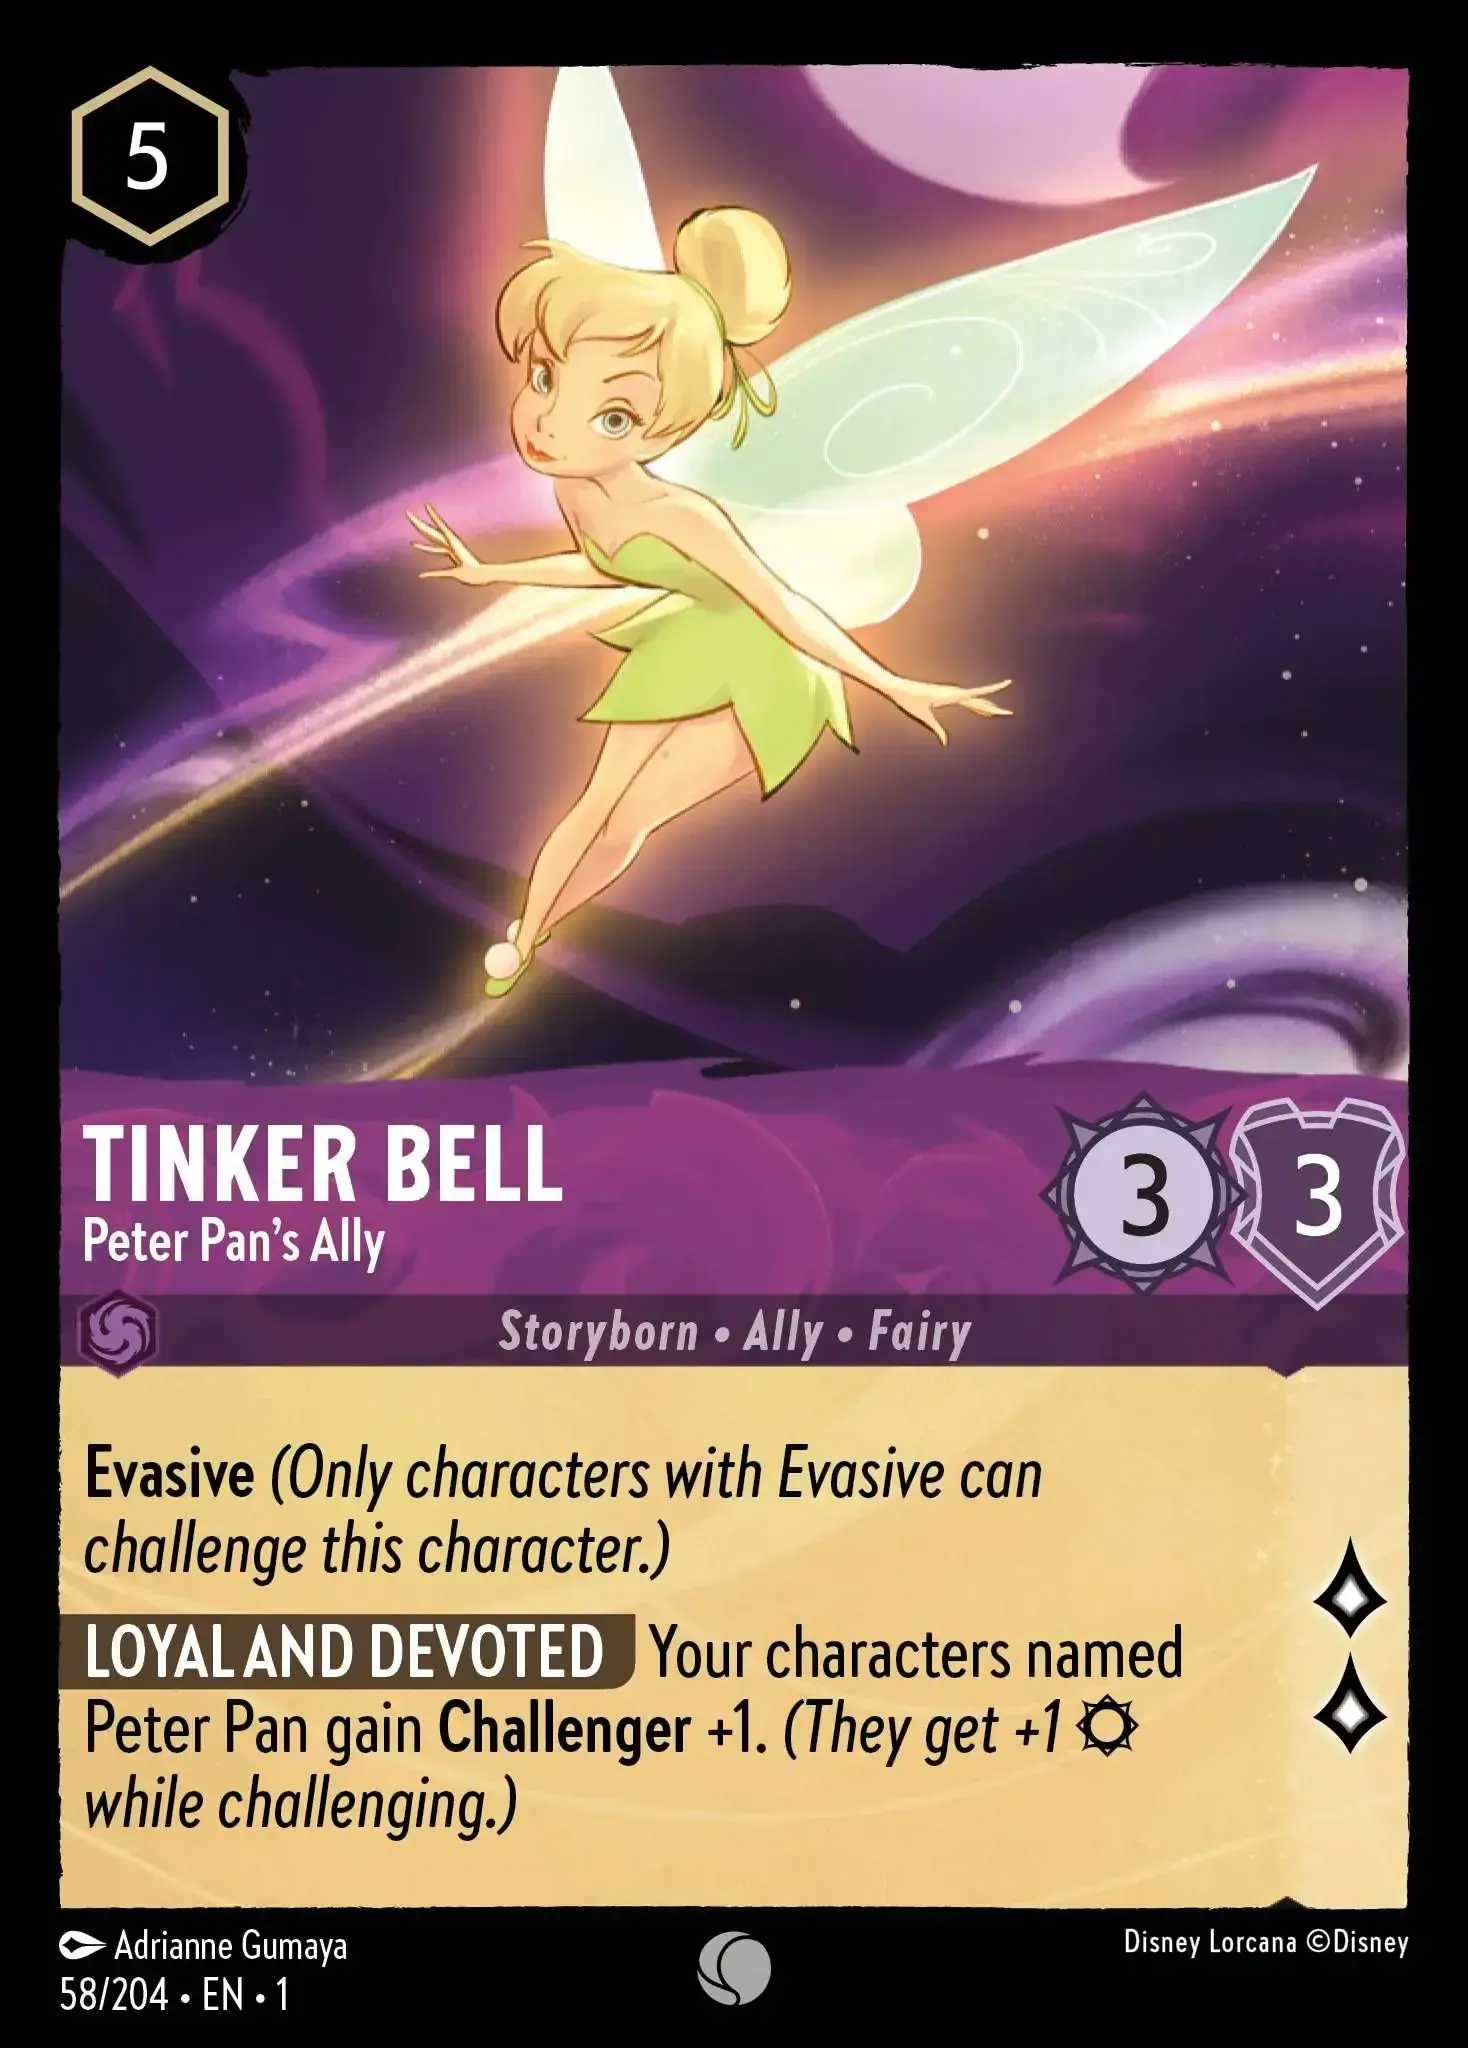 5
TINKER BELL
Peter Pan's Ally
3
3
Storyborn • Ally • Fairy
Evasive (Only characters with Evasive can
challenge this character.)
LOYAL AND DEVOTED Your characters named
Peter Pan gain Challenger +1. (They get +1
while challenging.)
Adrianne Gumaya
58/204 • EN • 1
Disney Lorcana ©Disney